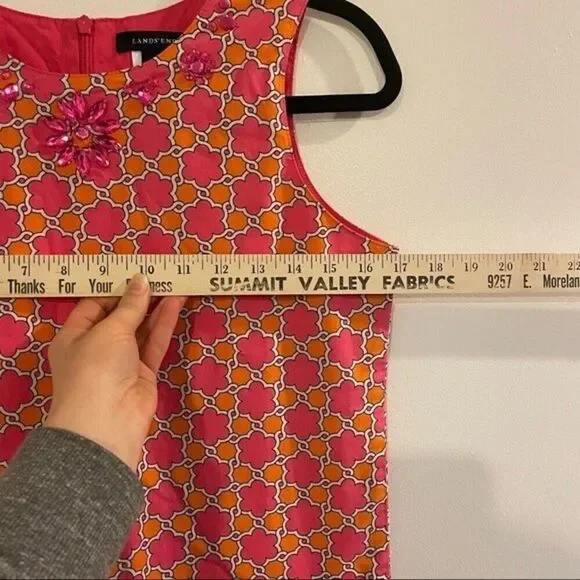 LANDS' END
7 8 9 10 11 12 13 14 15 16 17 18 19 20 21 22
Thanks For Your SUMMIT VALLEY FABRICS 9257 E.